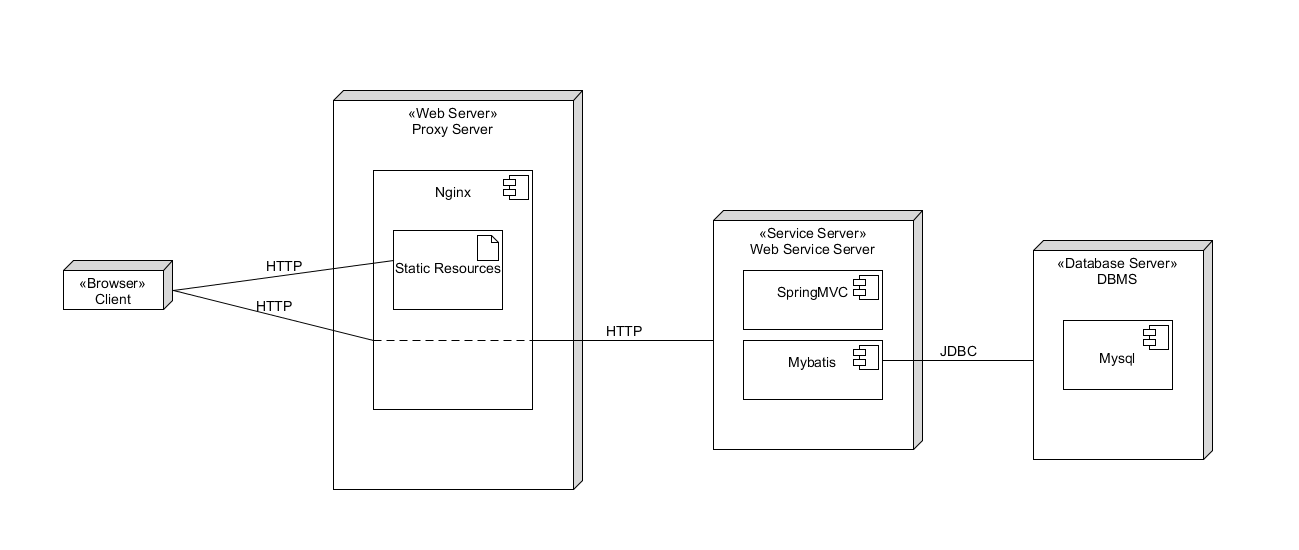 «Browser»
Client
HTTP
HTTP
«Web Server»
Proxy Server
Nginx
Static Resources
HTTP
«Service Server»
Web Service Server
SpringMVC
Mybatis
JDBC
«Database Server»
DBMS
Mysql